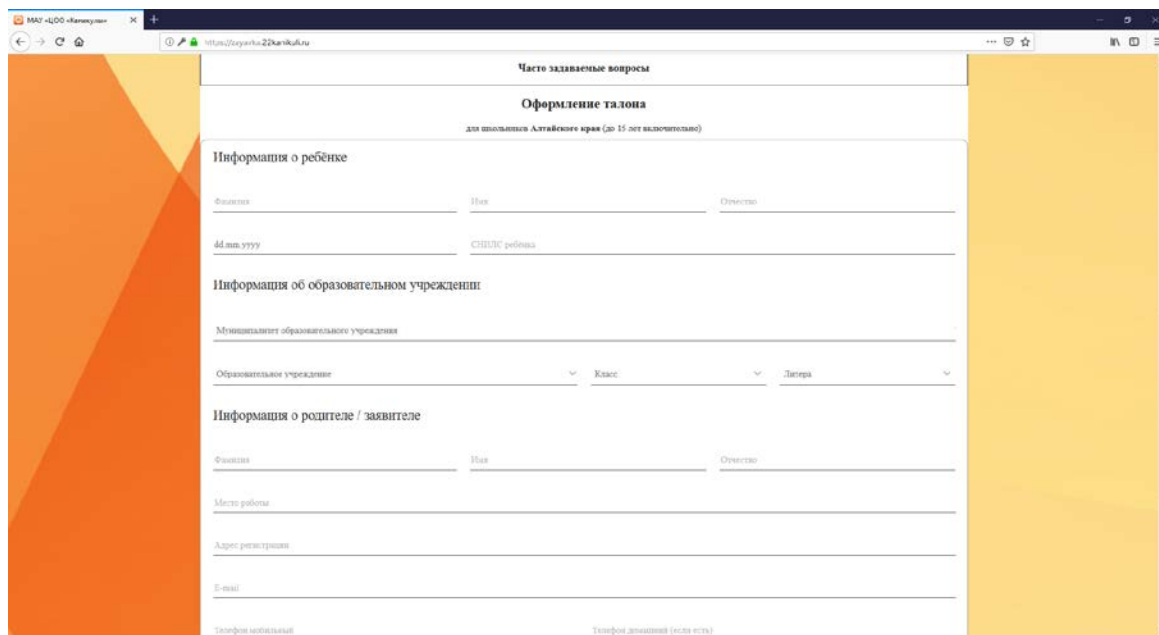 МАУ «ЦОО «Каникулы»
https://zayavka.22kanikuli.ru
Часто задаваемые вопросы
Оформление талона
для школьников Алтайского края (до 15 лет включительно)
Информация о ребёнке
Фамилия Имя Отчество
dd.mm.yyyy СНИЛС ребёнка
Информация об образовательном учреждении
Муниципалитет образовательного учреждения
Образовательное учреждение Класс Литера
Информация о родителе / заявителе
Фамилия Имя Отчество
Место работы
Адрес регистрации
E-mail
Телефон мобильный Телефон домашний (если есть)